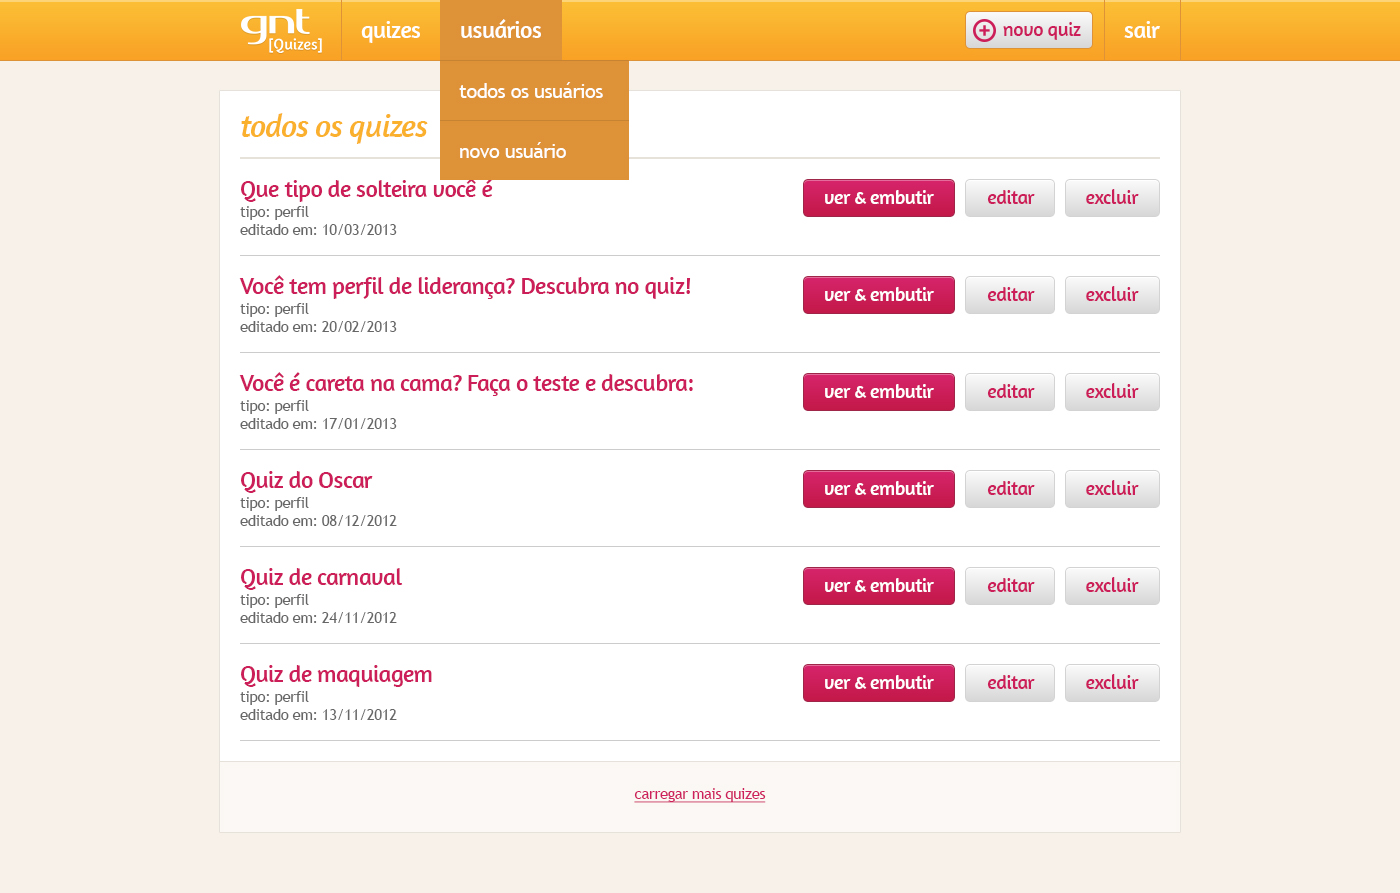 gnt
[Quizes]
quizes
usuários
novo quiz
sair
todos os usuários
novo usuário
todos os quizes
Que tipo de solteira você é
tipo: perfil
editado em: 10/03/2013
ver & embutir
editar
excluir
Você tem perfil de liderança? Descubra no quiz!
tipo: perfil
editado em: 20/02/2013
ver & embutir
editar
excluir
Você é careta na cama? Faça o teste e descubra:
tipo: perfil
editado em: 17/01/2013
ver & embutir
editar
excluir
Quiz do Oscar
tipo: perfil
editado em: 08/12/2012
ver & embutir
editar
excluir
Quiz de carnaval
tipo: perfil
editado em: 24/11/2012
ver & embutir
editar
excluir
Quiz de maquiagem
tipo: perfil
editado em: 13/11/2012
ver & embutir
editar
excluir
carregar mais quizes